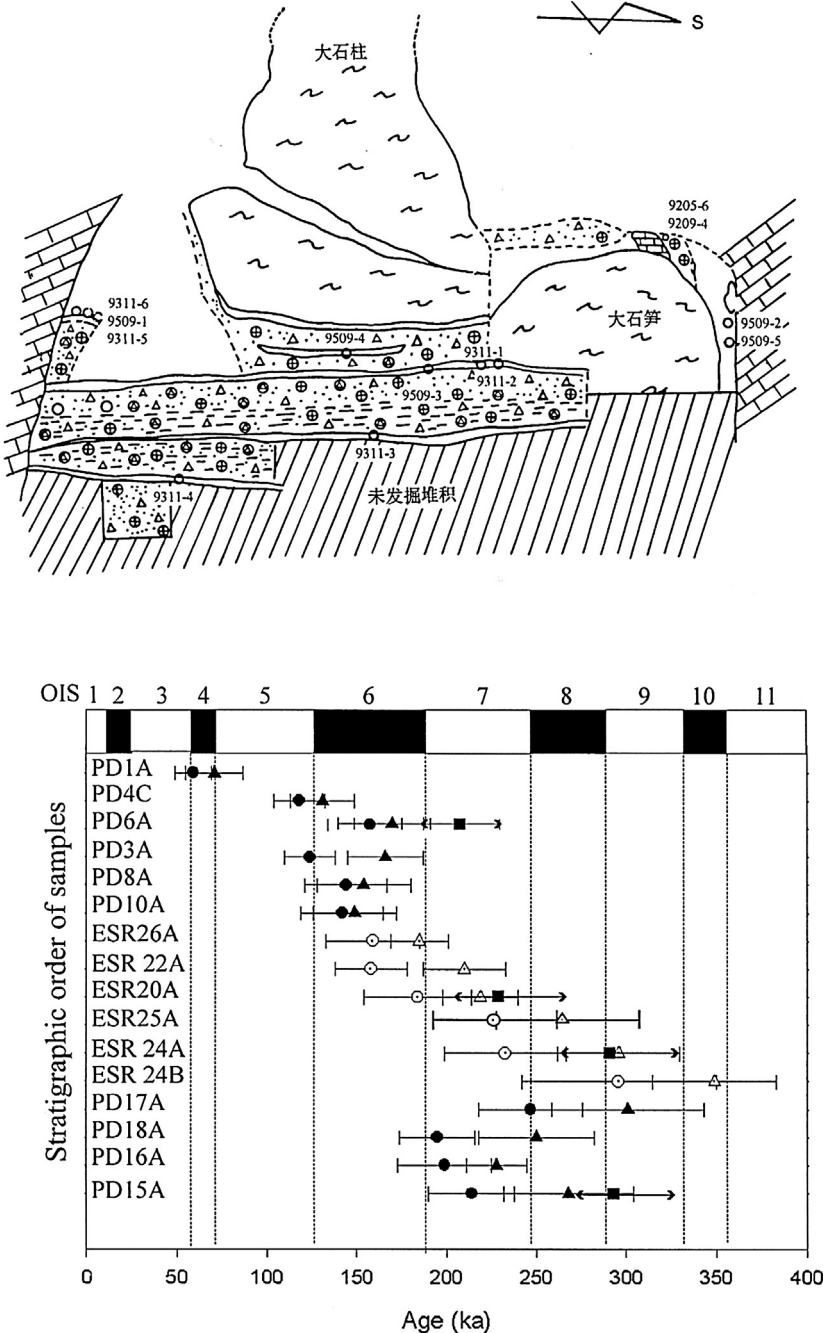 大石柱
S
9205-6
9209-4
9311-6
9509-1
9311-5
9509-4
大石笋
9509-2
9509-5
9311-1
9311-2
9509-3
9311-3
9311-4
未发掘堆积
OIS 1 2 3 4 5 6 7 8 9 10 11
Stratigraphic order of samples
PD1A
PD4C
PD6A
PD3A
PD8A
PD10A
ESR26A
ESR 22A
ESR20A
ESR25A
ESR 24A
ESR 24B
PD17A
PD18A
PD16A
PD15A
0 50 100 150 200 250 300 350 400
Age (ka)